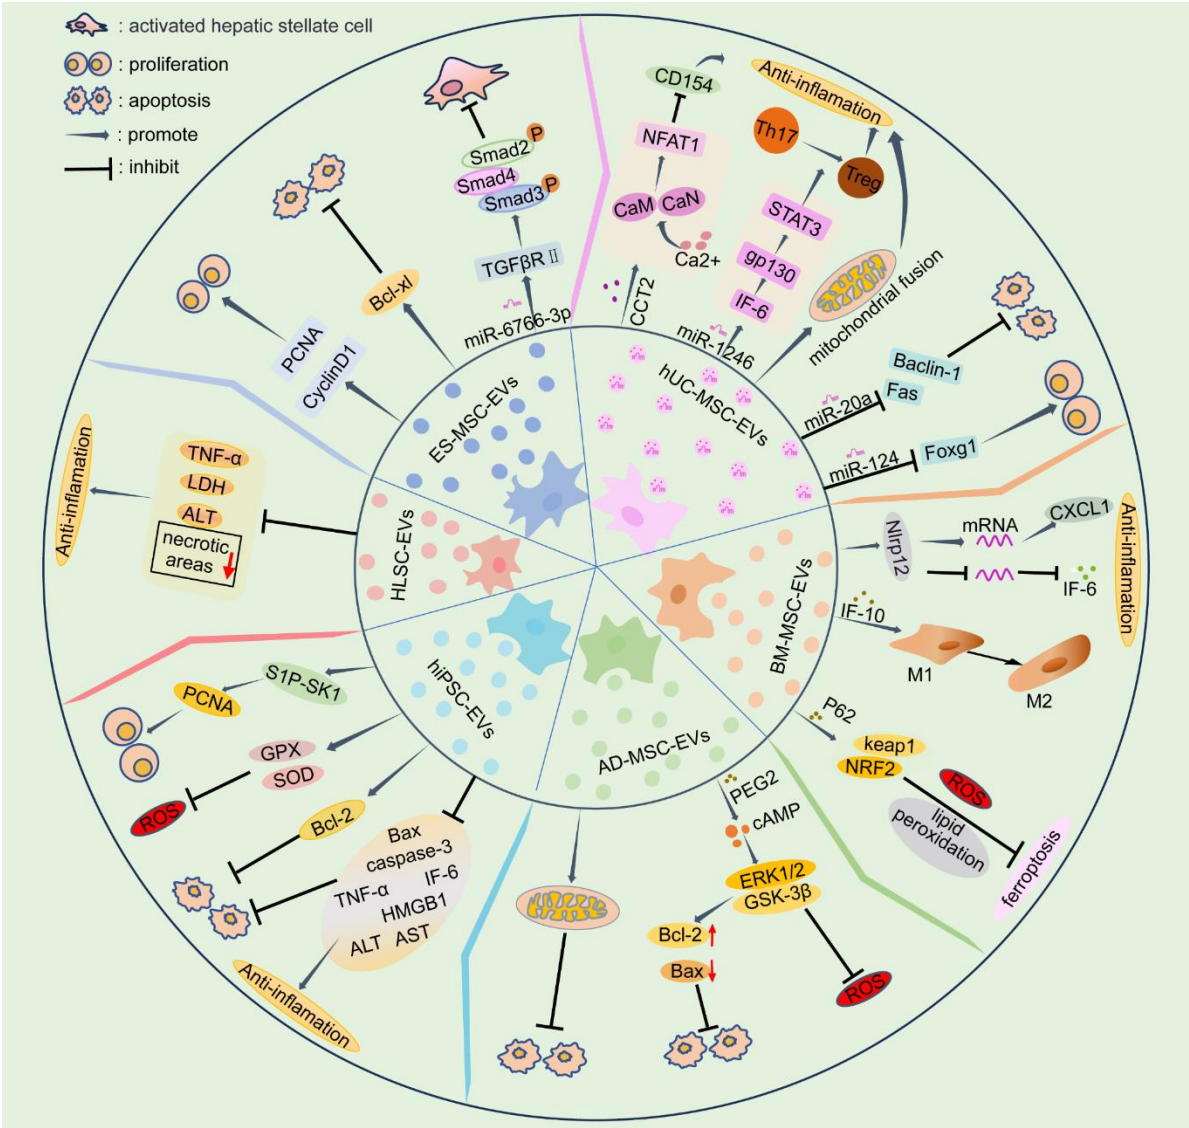 : activated hepatic stellate cell
: proliferation
: apoptosis
: promote
: inhibit
Smad2
P
Smad4
Smad3
P
TGFβR II
miR-6766-3p
Bcl-xl
PCNA
CyclinD1
ES-MSC-EVs
CD154
NFAT1
CaM
CaN
Ca2+
CCT2
Anti-inflamation
Th17
Treg
STAT3
gp130
IF-6
miR-1246
mitochondrial fusion
hUC-MSC-EVs
Baclin-1
Fas
miR-20a
Foxg1
miR-124
Nlrp12
mRNA
CXCL1
IF-6
Anti-inflamation
IF-10
M1
M2
P62
keap1
NRF2
ROS
lipid
peroxidation
ferroptosis
BM-MSC-EVs
AD-MSC-EVs
PEG2
cAMP
ERK1/2
GSK-3β
Bcl-2
Bax
ROS
hiPSC-EVs
S1P-SK1
PCNA
GPX
SOD
ROS
Bcl-2
Bax
caspase-3
TNF-α
IF-6
HMGB1
ALT
AST
Anti-inflamation
HLSC-EVs
TNF-α
LDH
ALT
necrotic
areas
Anti-inflamation